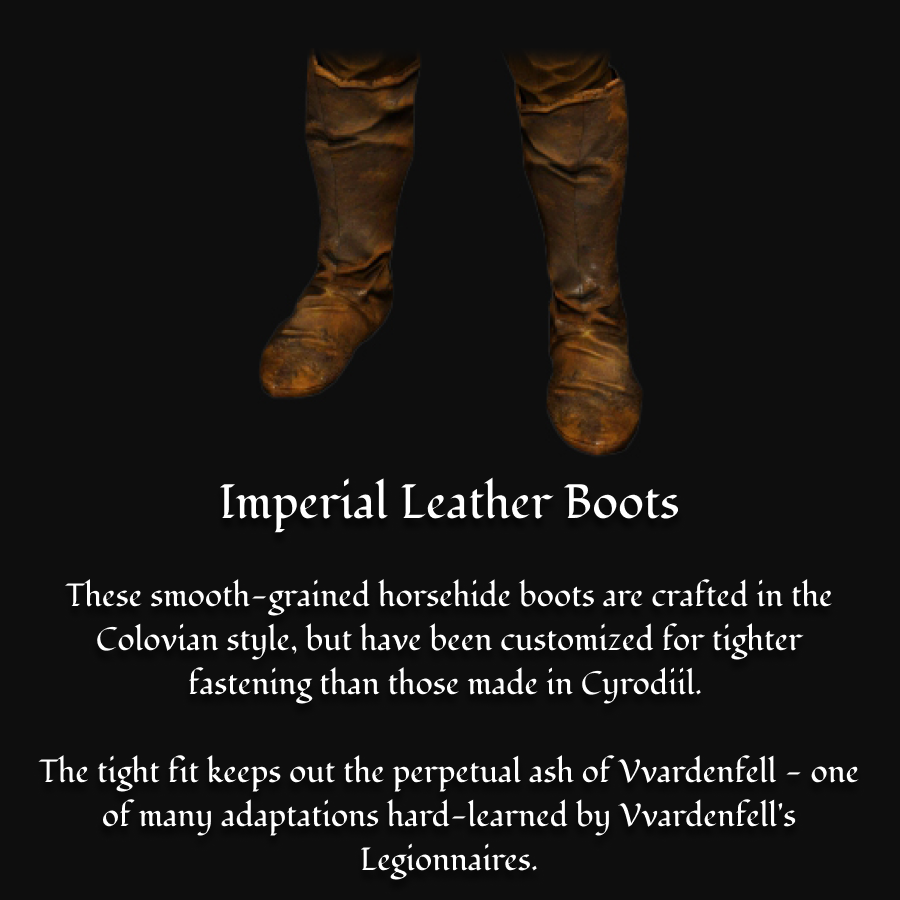 Imperial Leather Boots
These smooth-grained horsehide boots are crafted in the
Colovian style, but have been customized for tighter
fastening than those made in Cyrodiil.
The tight fit keeps out the perpetual ash of Vvardenfell - one
of many adaptations hard-learned by Vvardenfell's
Legionnaires.